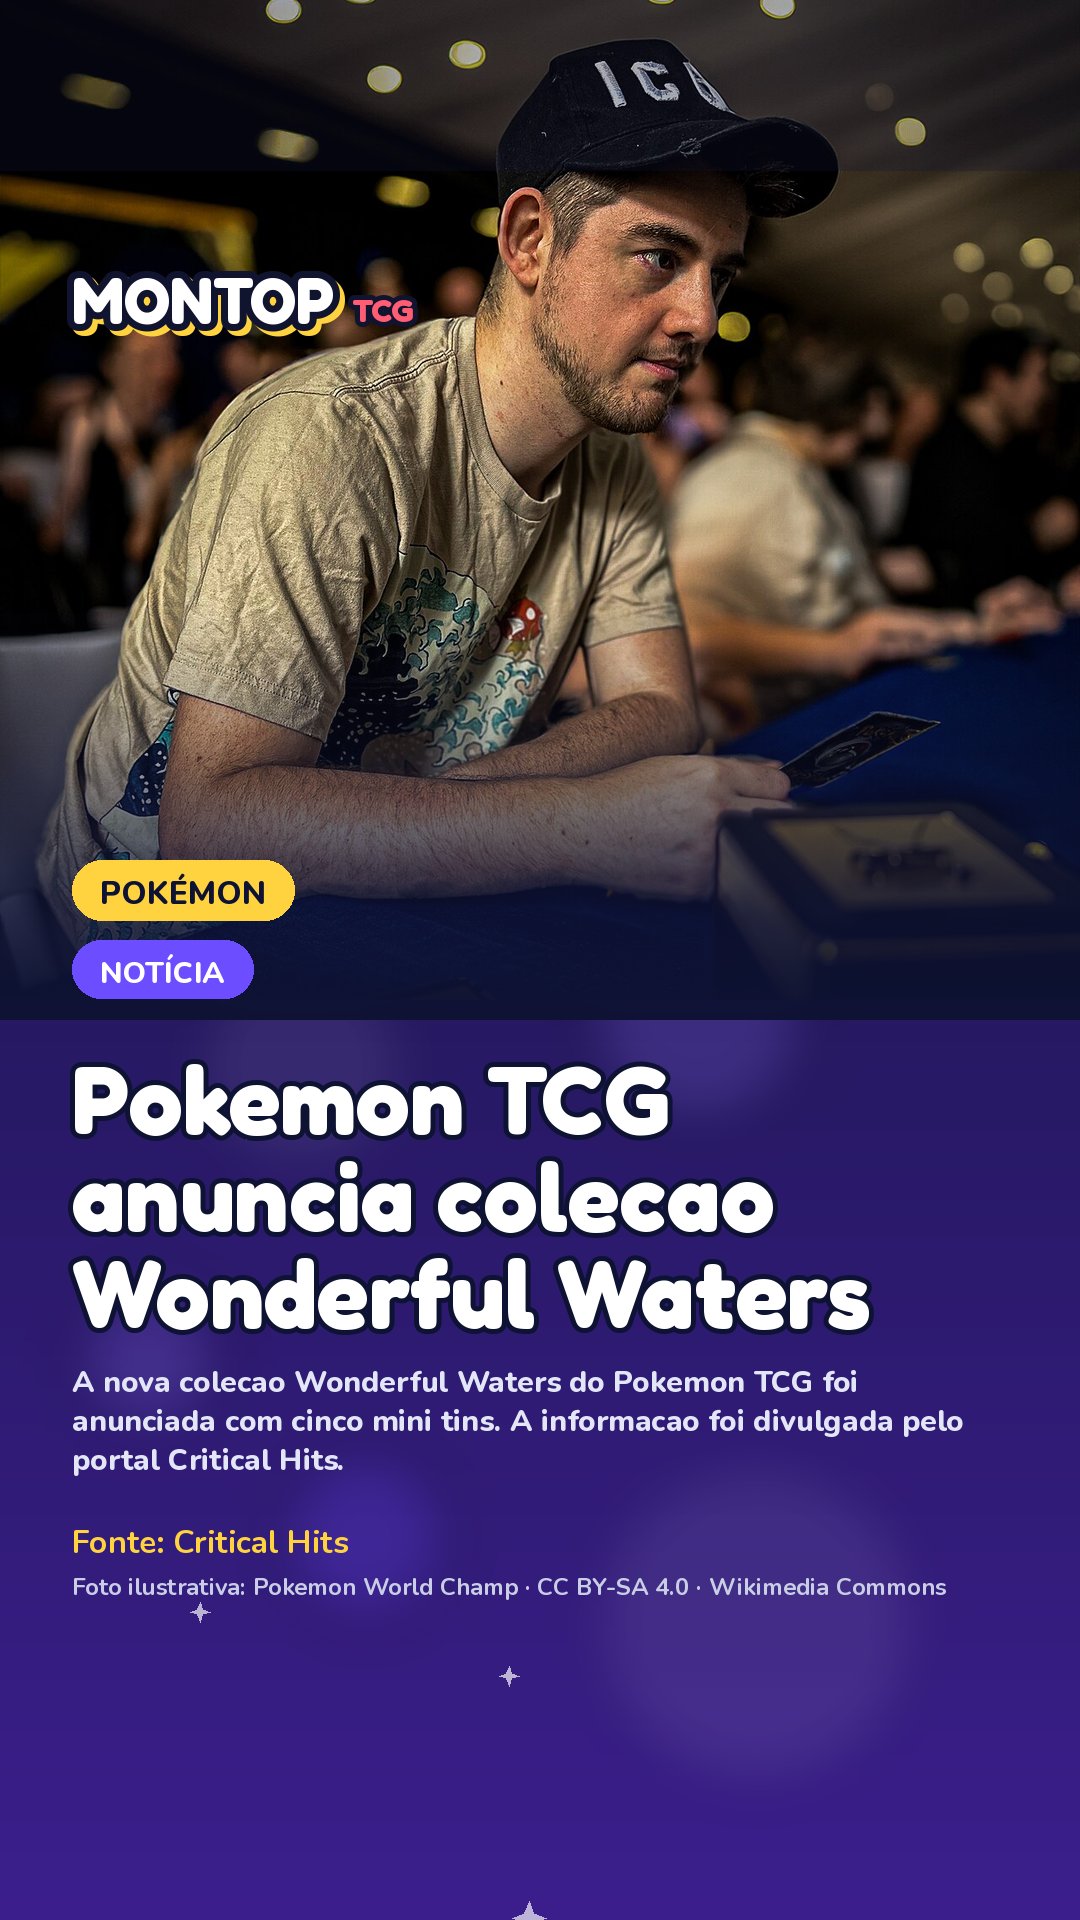 ICG
MONTOP TCG
POKÉMON
NOTÍCIA
Pokemon TCG
anuncia colecao
Wonderful Waters
A nova colecao Wonderful Waters do Pokemon TCG foi
anunciada com cinco mini tins. A informacao foi divulgada pelo
portal Critical Hits.
Fonte: Critical Hits
Foto ilustrativa: Pokemon World Champ · CC BY-SA 4.0 · Wikimedia Commons